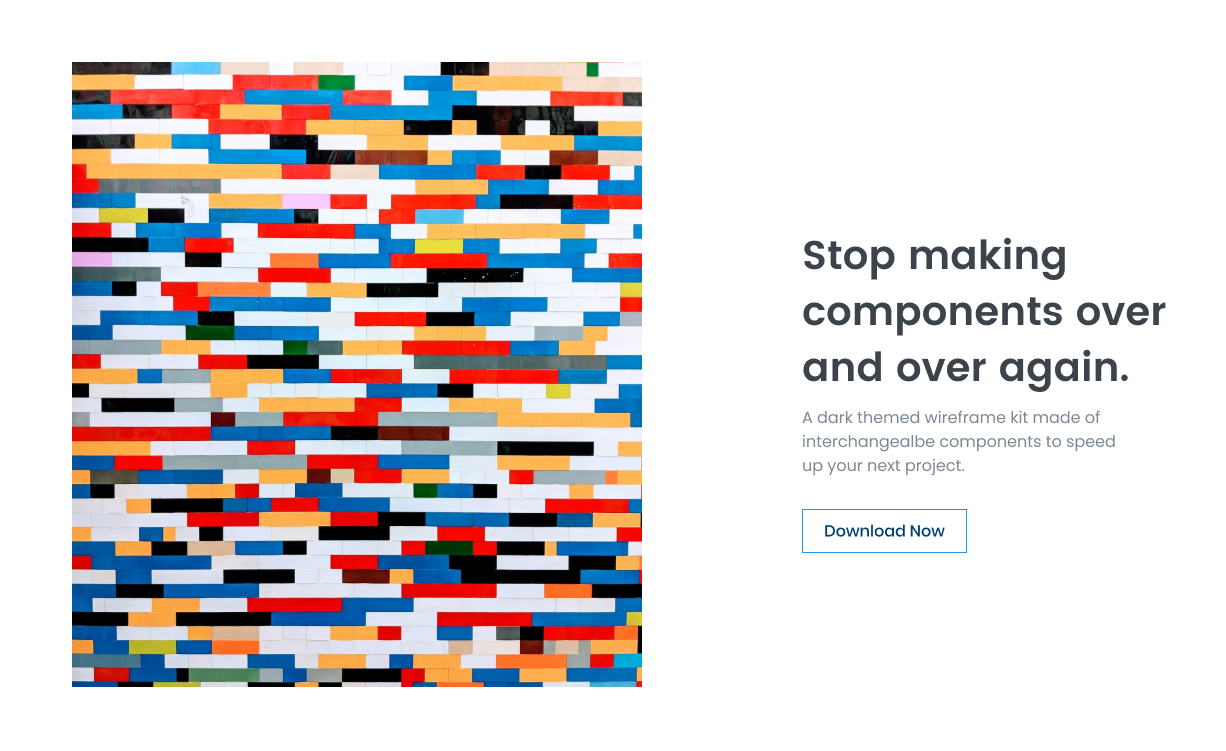 Stop making
components over
and over again.
A dark themed wireframe kit made of
interchangealbe components to speed
up your next project.
Download Now